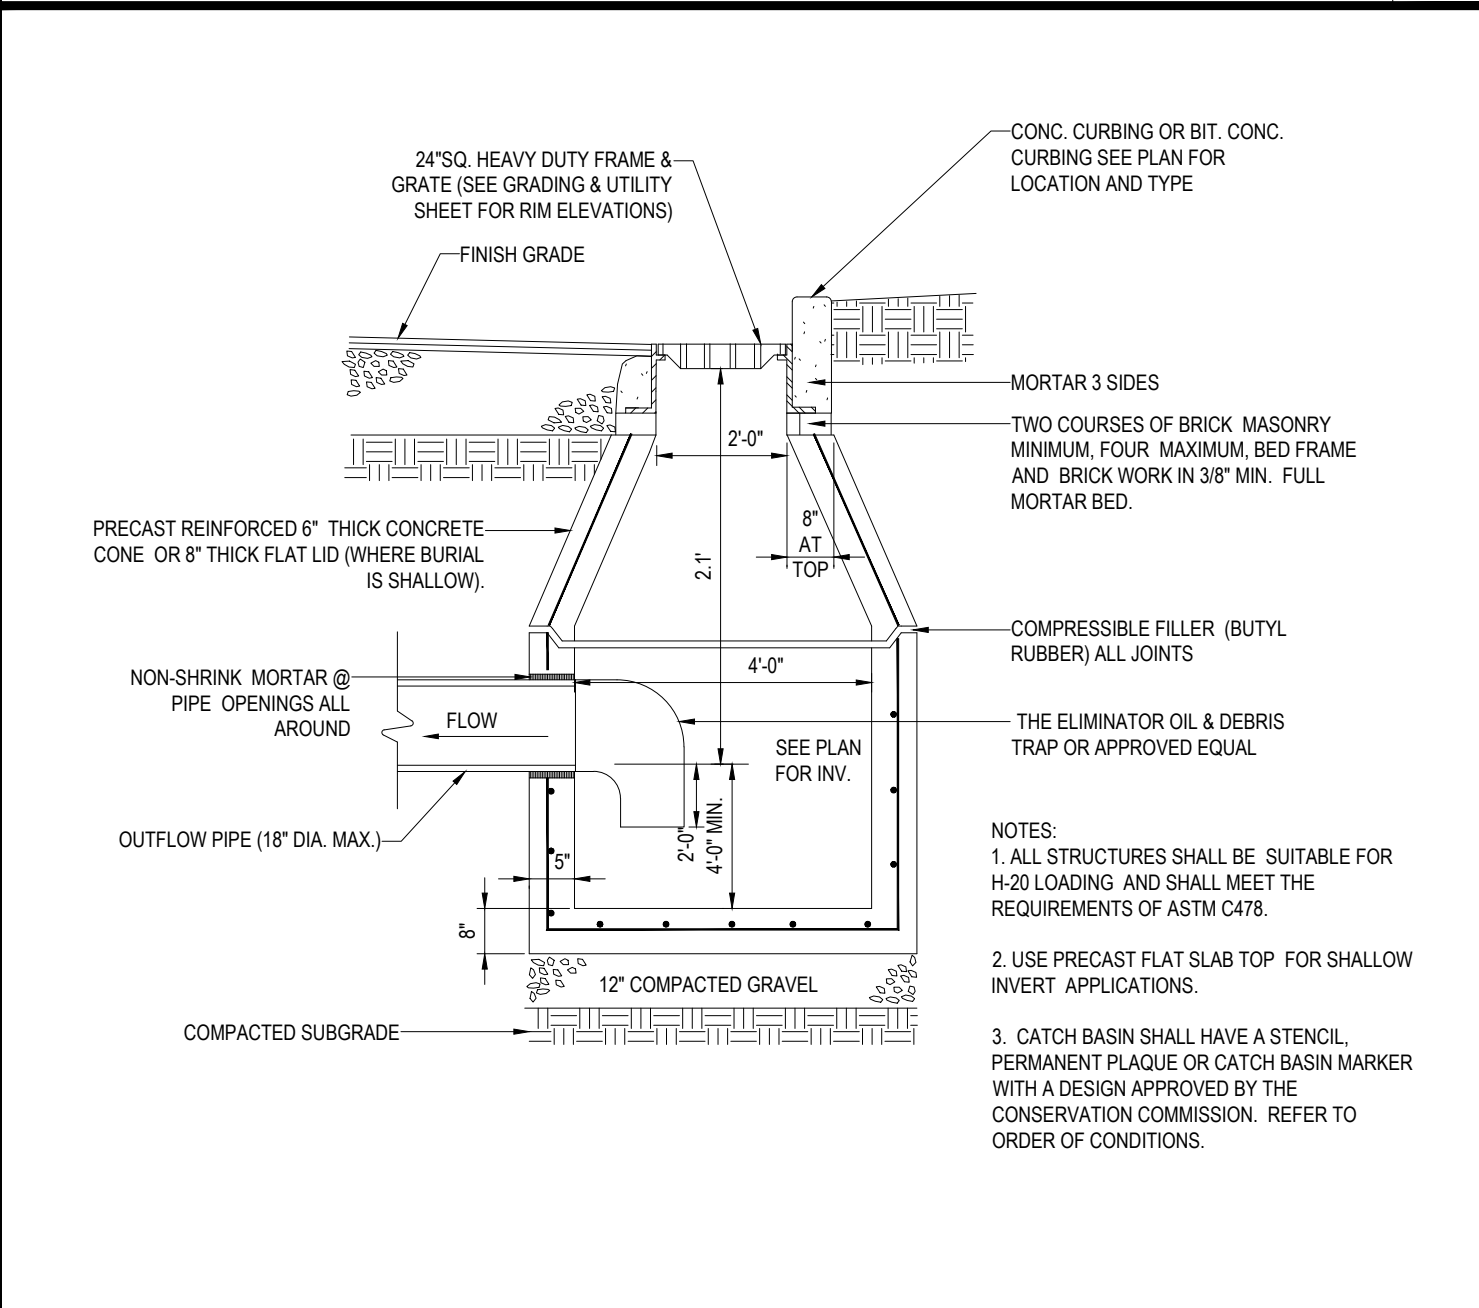 24"SQ. HEAVY DUTY FRAME &
GRATE (SEE GRADING & UTILITY
SHEET FOR RIM ELEVATIONS)
CONC. CURBING OR BIT. CONC.
CURBING SEE PLAN FOR
LOCATION AND TYPE
FINISH GRADE
MORTAR 3 SIDES
TWO COURSES OF BRICK MASONRY
MINIMUM, FOUR MAXIMUM, BED FRAME
AND BRICK WORK IN 3/8" MIN. FULL
MORTAR BED.
2'-0"
8"
AT
TOP
2.1'
PRECAST REINFORCED 6" THICK CONCRETE
CONE OR 8" THICK FLAT LID (WHERE BURIAL
IS SHALLOW).
COMPRESSIBLE FILLER (BUTYL
RUBBER) ALL JOINTS
4'-0"
NON-SHRINK MORTAR @
PIPE OPENINGS ALL
AROUND
FLOW
THE ELIMINATOR OIL & DEBRIS
TRAP OR APPROVED EQUAL
SEE PLAN
FOR INV.
OUTFLOW PIPE (18" DIA. MAX.)
2'-0"
4'-0" MIN.
5"
8"
12" COMPACTED GRAVEL
COMPACTED SUBGRADE
NOTES:
1. ALL STRUCTURES SHALL BE SUITABLE FOR
H-20 LOADING AND SHALL MEET THE
REQUIREMENTS OF ASTM C478.
2. USE PRECAST FLAT SLAB TOP FOR SHALLOW
INVERT APPLICATIONS.
3. CATCH BASIN SHALL HAVE A STENCIL,
PERMANENT PLAQUE OR CATCH BASIN MARKER
WITH A DESIGN APPROVED BY THE
CONSERVATION COMMISSION. REFER TO
ORDER OF CONDITIONS.